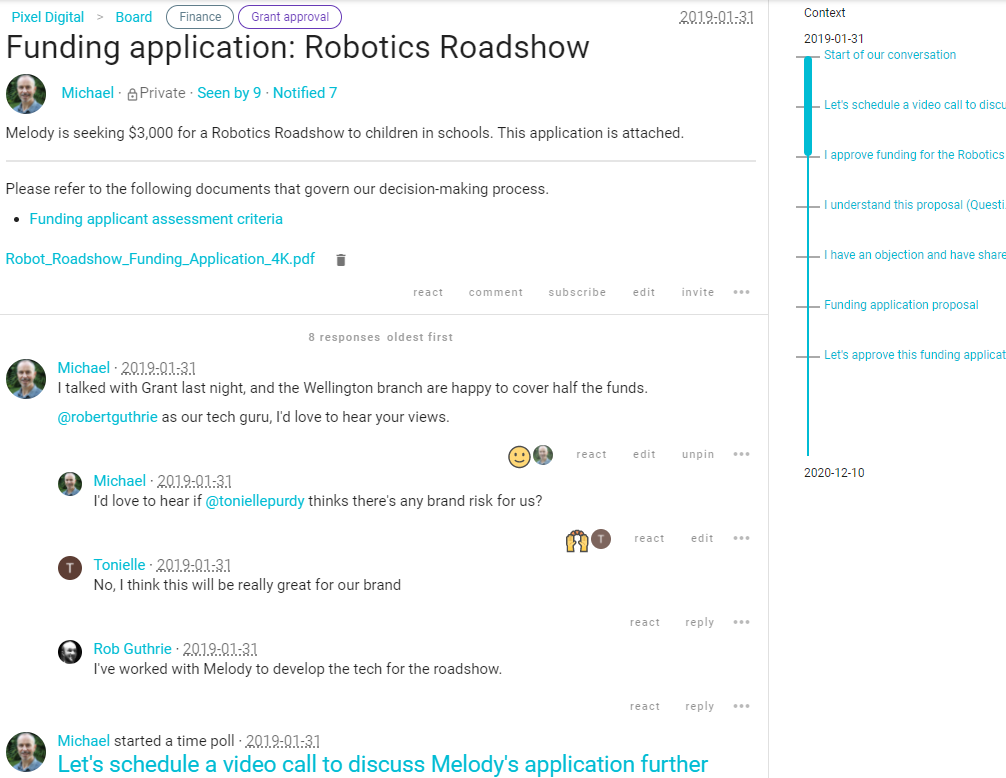 Pixel Digital > Board Finance Grant approval 2019-01-31
Funding application: Robotics Roadshow
Michael · Private · Seen by 9 · Notified 7
Melody is seeking $3,000 for a Robotics Roadshow to children in schools. This application is attached.
Please refer to the following documents that govern our decision-making process.
• Funding applicant assessment criteria
Robot_Roadshow_Funding_Application_4K.pdf
react comment subscribe edit invite •••
8 responses oldest first
Michael · 2019-01-31
I talked with Grant last night, and the Wellington branch are happy to cover half the funds.
@robertguthrie as our tech guru, I'd love to hear your views.
react edit unpin •••
Michael · 2019-01-31
I'd love to hear if @toniellepurdy thinks there's any brand risk for us?
T react edit •••
T
Tonielle · 2019-01-31
No, I think this will be really great for our brand
react reply •••
Rob Guthrie · 2019-01-31
I've worked with Melody to develop the tech for the roadshow.
react reply •••
Michael started a time poll · 2019-01-31
Let's schedule a video call to discuss Melody's application further
Context
2019-01-31
Start of our conversation
Let's schedule a video call to discu
I approve funding for the Robotics
I understand this proposal (Questi
I have an objection and have share
Funding application proposal
Let's approve this funding applicat
2020-12-10